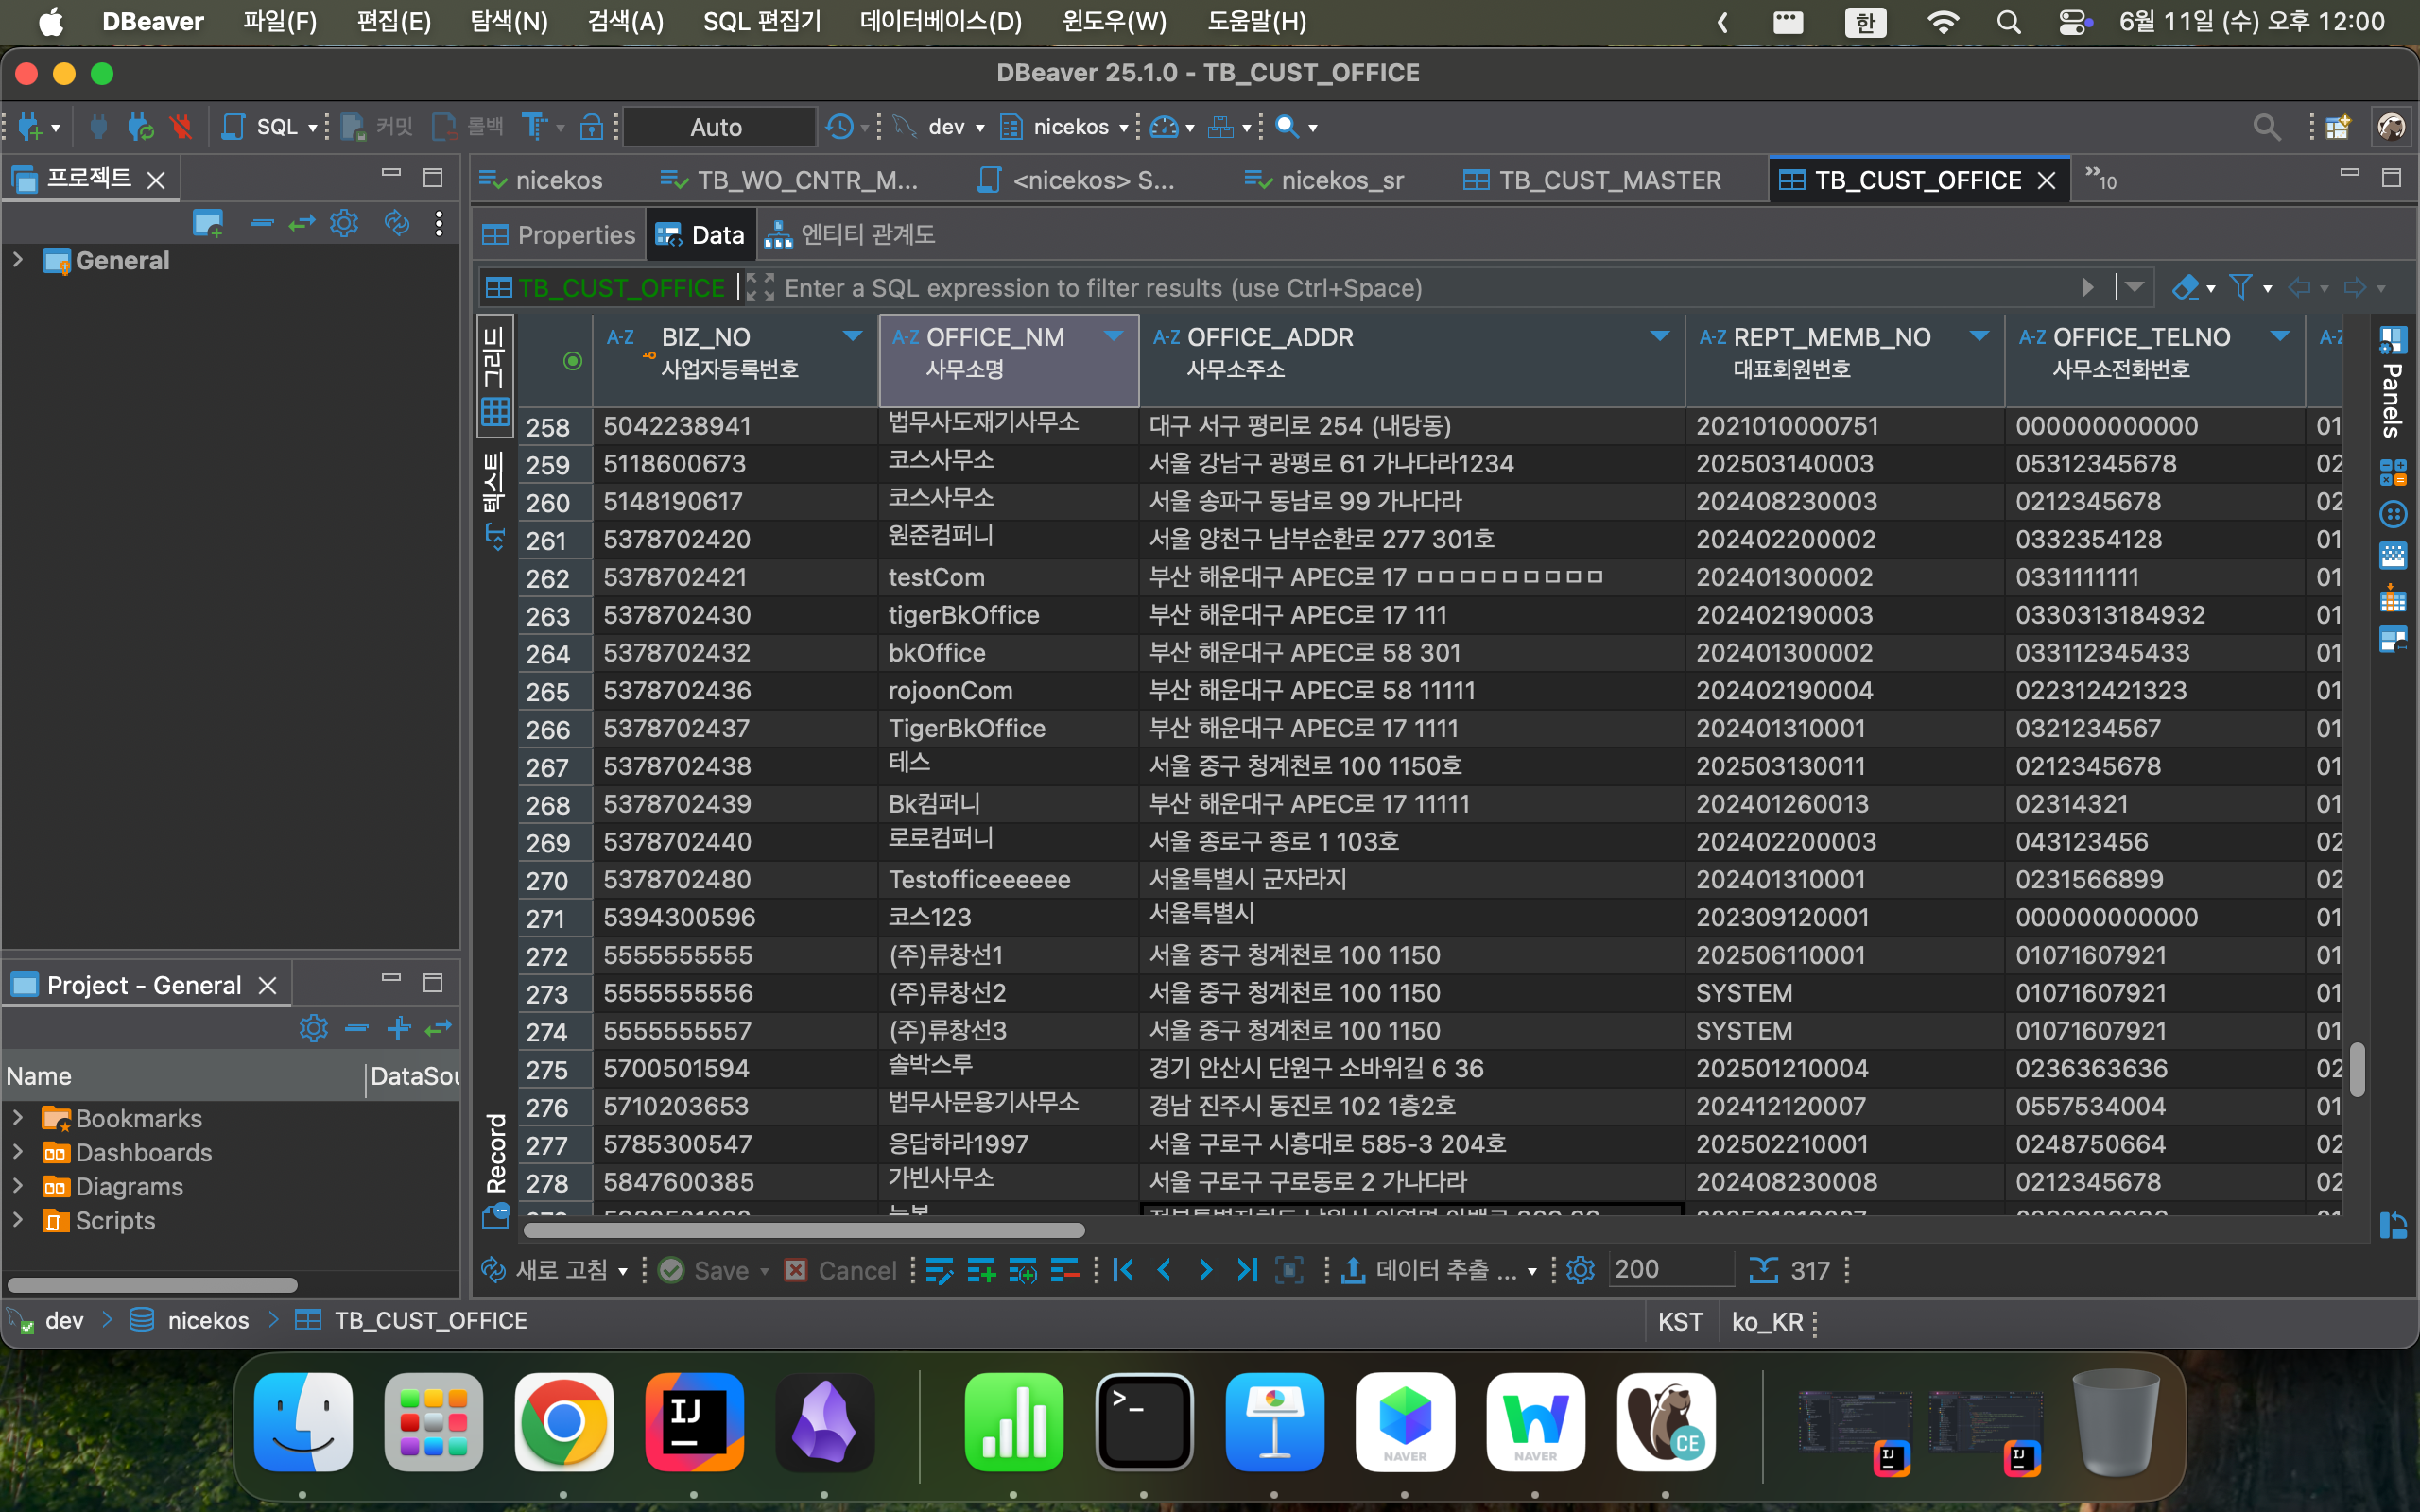 DBeaver 파일(F) 편집(E) 탐색(N) 검색(A) SQL 편집기 데이터베이스(D) 윈도우(W) 도움말(H) 한 6월 11일 (수) 오후 12:00
DBeaver 25.1.0 - TB_CUST_OFFICE
SQL 커밋 롤백 Auto dev nicekos
프로젝트
General
nicekos TB_WO_CNTR_M... <nicekos> S... nicekos_sr TB_CUST_MASTER TB_CUST_OFFICE »10
Properties Data 엔티티 관계도
TB_CUST_OFFICE Enter a SQL expression to filter results (use Ctrl+Space)
그리드
텍스트
Record
Panels
BIZ_NO OFFICE_NM OFFICE_ADDR REPT_MEMB_NO OFFICE_TELNO
사업자등록번호 사무소명 사무소주소 대표회원번호 사무소전화번호
258 5042238941 법무사도재기사무소 대구 서구 평리로 254 (내당동) 2021010000751 000000000000 01
259 5118600673 코스사무소 서울 강남구 광평로 61 가나다라1234 202503140003 05312345678 02
260 5148190617 코스사무소 서울 송파구 동남로 99 가나다라 202408230003 0212345678 02
261 5378702420 원준컴퍼니 서울 양천구 남부순환로 277 301호 202402200002 0332354128 01
262 5378702421 testCom 부산 해운대구 APEC로 17 ㅁㅁㅁㅁㅁㅁㅁㅁㅁ 202401300002 0331111111 01
263 5378702430 tigerBkOffice 부산 해운대구 APEC로 17 111 202402190003 0330313184932 01
264 5378702432 bkOffice 부산 해운대구 APEC로 58 301 202401300002 033112345433 01
265 5378702436 rojoonCom 부산 해운대구 APEC로 58 11111 202402190004 022312421323 01
266 5378702437 TigerBkOffice 부산 해운대구 APEC로 17 1111 202401310001 0321234567 01
267 5378702438 테스 서울 중구 청계천로 100 1150호 202503130011 0212345678 01
268 5378702439 Bk컴퍼니 부산 해운대구 APEC로 17 11111 202401260013 02314321 01
269 5378702440 로로컴퍼니 서울 종로구 종로 1 103호 202402200003 043123456 02
270 5378702480 Testofficeeeeee 서울특별시 군자라지 202401310001 0231566899 02
271 5394300596 코스123 서울특별시 202309120001 000000000000 01
272 5555555555 (주)류창선1 서울 중구 청계천로 100 1150 202506110001 01071607921 01
273 5555555556 (주)류창선2 서울 중구 청계천로 100 1150 SYSTEM 01071607921 01
274 5555555557 (주)류창선3 서울 중구 청계천로 100 1150 SYSTEM 01071607921 01
275 5700501594 솔박스루 경기 안산시 단원구 소바위길 6 36 202501210004 0236363636 02
276 5710203653 법무사문용기사무소 경남 진주시 동진로 102 1층2호 202412120007 0557534004 01
277 5785300547 응답하라1997 서울 구로구 시흥대로 585-3 204호 202502210001 0248750664 02
278 5847600385 가빈사무소 서울 구로구 구로동로 2 가나다라 202408230008 0212345678 02
Project - General
Name DataSou
Bookmarks
Dashboards
Diagrams
Scripts
새로 고침 Save Cancel 데이터 추출 ... 200 317
dev nicekos TB_CUST_OFFICE KST ko_KR
IJ >_ NAVER NAVER CE IJ IJ